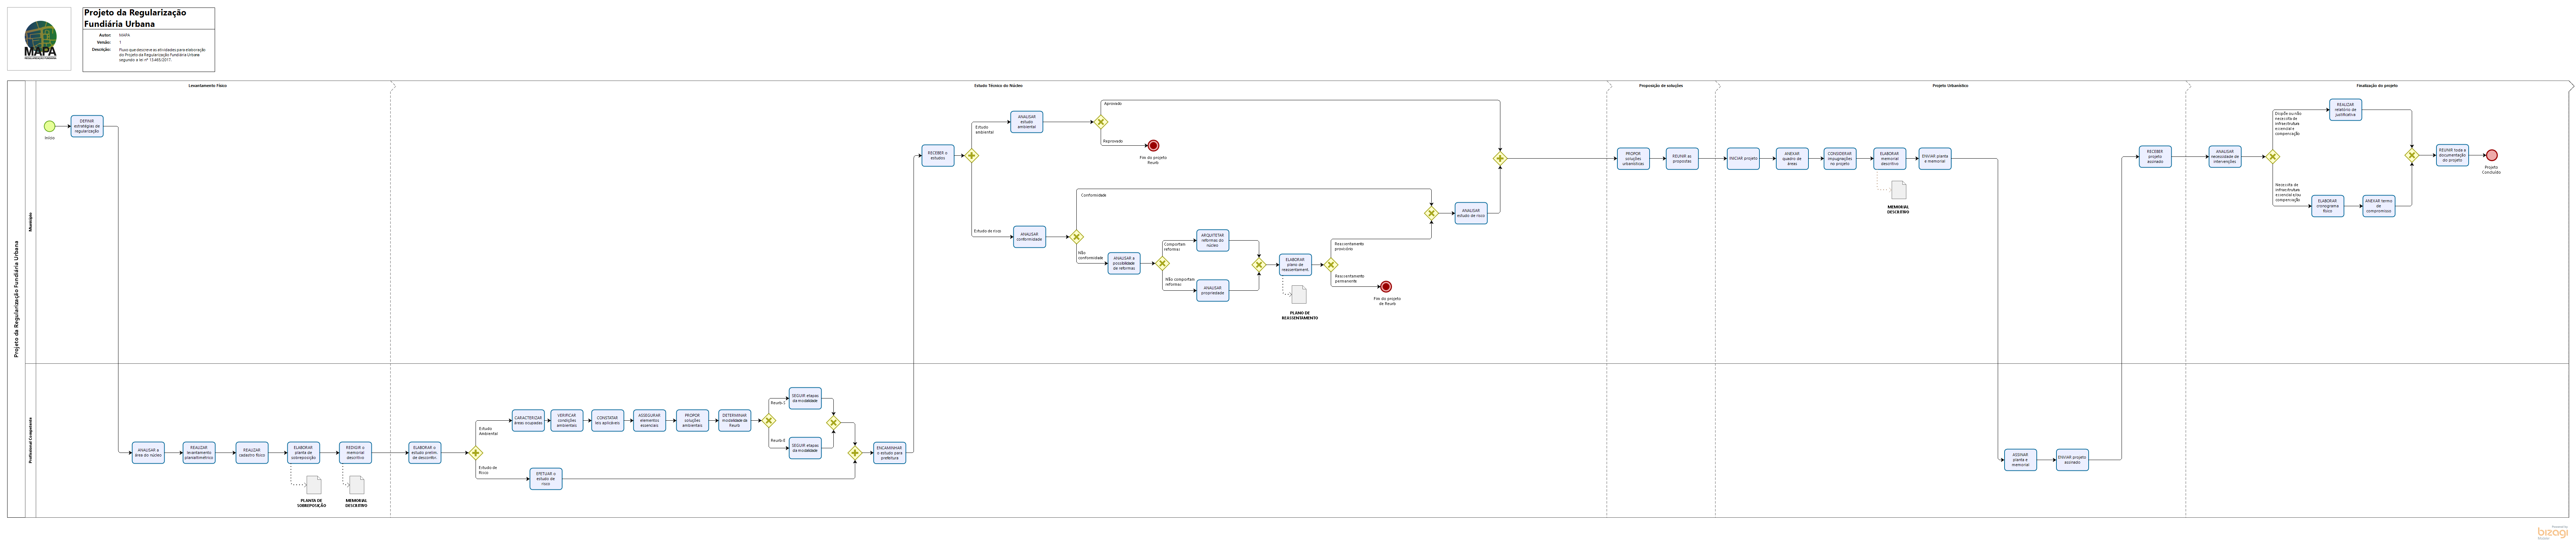 Projeto da Regularização
Fundiária Urbana
MAPA
REGULARIZAÇÃO FUNDIÁRIA
Autor: MAPA
Versão: 1
Descrição: Fluxo que descreve as atividades para elaboração
do Projeto da Regularização Fundiária Urbana
segundo a lei nº 13.465/2017.
Levantamento Físico
Estudo Técnico do Núcleo
Proposição de soluções
Projeto Urbanístico
Finalização do projeto
Projeto da Regularização Fundiária Urbana
Município
Início
DEFINIR
estratégias de
regularização
RECEBER o
estudos
Estudo
ambiental
ANALISAR
estudo
ambiental
Aprovado
Reprovado
Fim do projeto
Reurb
Estudo de risco
ANALISAR
conformidade
Conformidade
Não
conformidade
ANALISAR a
possibilidade
de reformas
Comportam
reformas
ARQUITETAR
reformas do
núcleo
Não comportam
reformas
ANALISAR
propriedade
ELABORAR
plano de
reassentament.
PLANO DE
REASSENTAMENTO
Reassentamento
provisório
Reassentamento
permanente
Fim do projeto
de Reurb
ANALISAR
estudo de risco
PROPOR
soluções
urbanísticas
REUNIR as
propostas
INICIAR projeto
ANEXAR
quadro de
áreas
CONSIDERAR
impugnações
no projeto
ELABORAR
memorial
descritivo
MEMORIAL
DESCRITIVO
ENVIAR planta
e memorial
RECEBER
projeto
assinado
ANALISAR
necessidade de
intervenções
Dispõe ou não
necessita de
infraestrutura
essencial e
compensação
REALIZAR
relatório de
justificativa
Necessita de
infraestrutura
essencial e/ou
compensação
ELABORAR
cronograma
físico
ANEXAR termo
de
compromisso
REUNIR toda a
documentação
do projeto
Projeto
Concluído
Profissional Competente
ANALISAR a
área do núcleo
REALIZAR
levantamento
planialtimétrico
REALIZAR
cadastro físico
ELABORAR
planta de
sobreposição
PLANTA DE
SOBREPOSIÇÃO
REDIGIR o
memorial
descritivo
MEMORIAL
DESCRITIVO
ELABORAR o
estudo prelim.
de desconfor.
Estudo
Ambiental
CARACTERIZAR
áreas ocupadas
VERIFICAR
condições
ambientais
CONSTATAR
leis aplicáveis
ASSEGURAR
elementos
essenciais
PROPOR
soluções
ambientais
DETERMINAR
modalidade de
Reurb
Reurb-S
SEGUIR etapas
da modalidade
Reurb-E
SEGUIR etapas
da modalidade
Estudo de
Risco
EFETUAR o
estudo de
risco
ENCAMINHAR
o estudo para
prefeitura
ASSINAR
planta e
memorial
ENVIAR projeto
assinado
Powered by
bizagi
Modeler